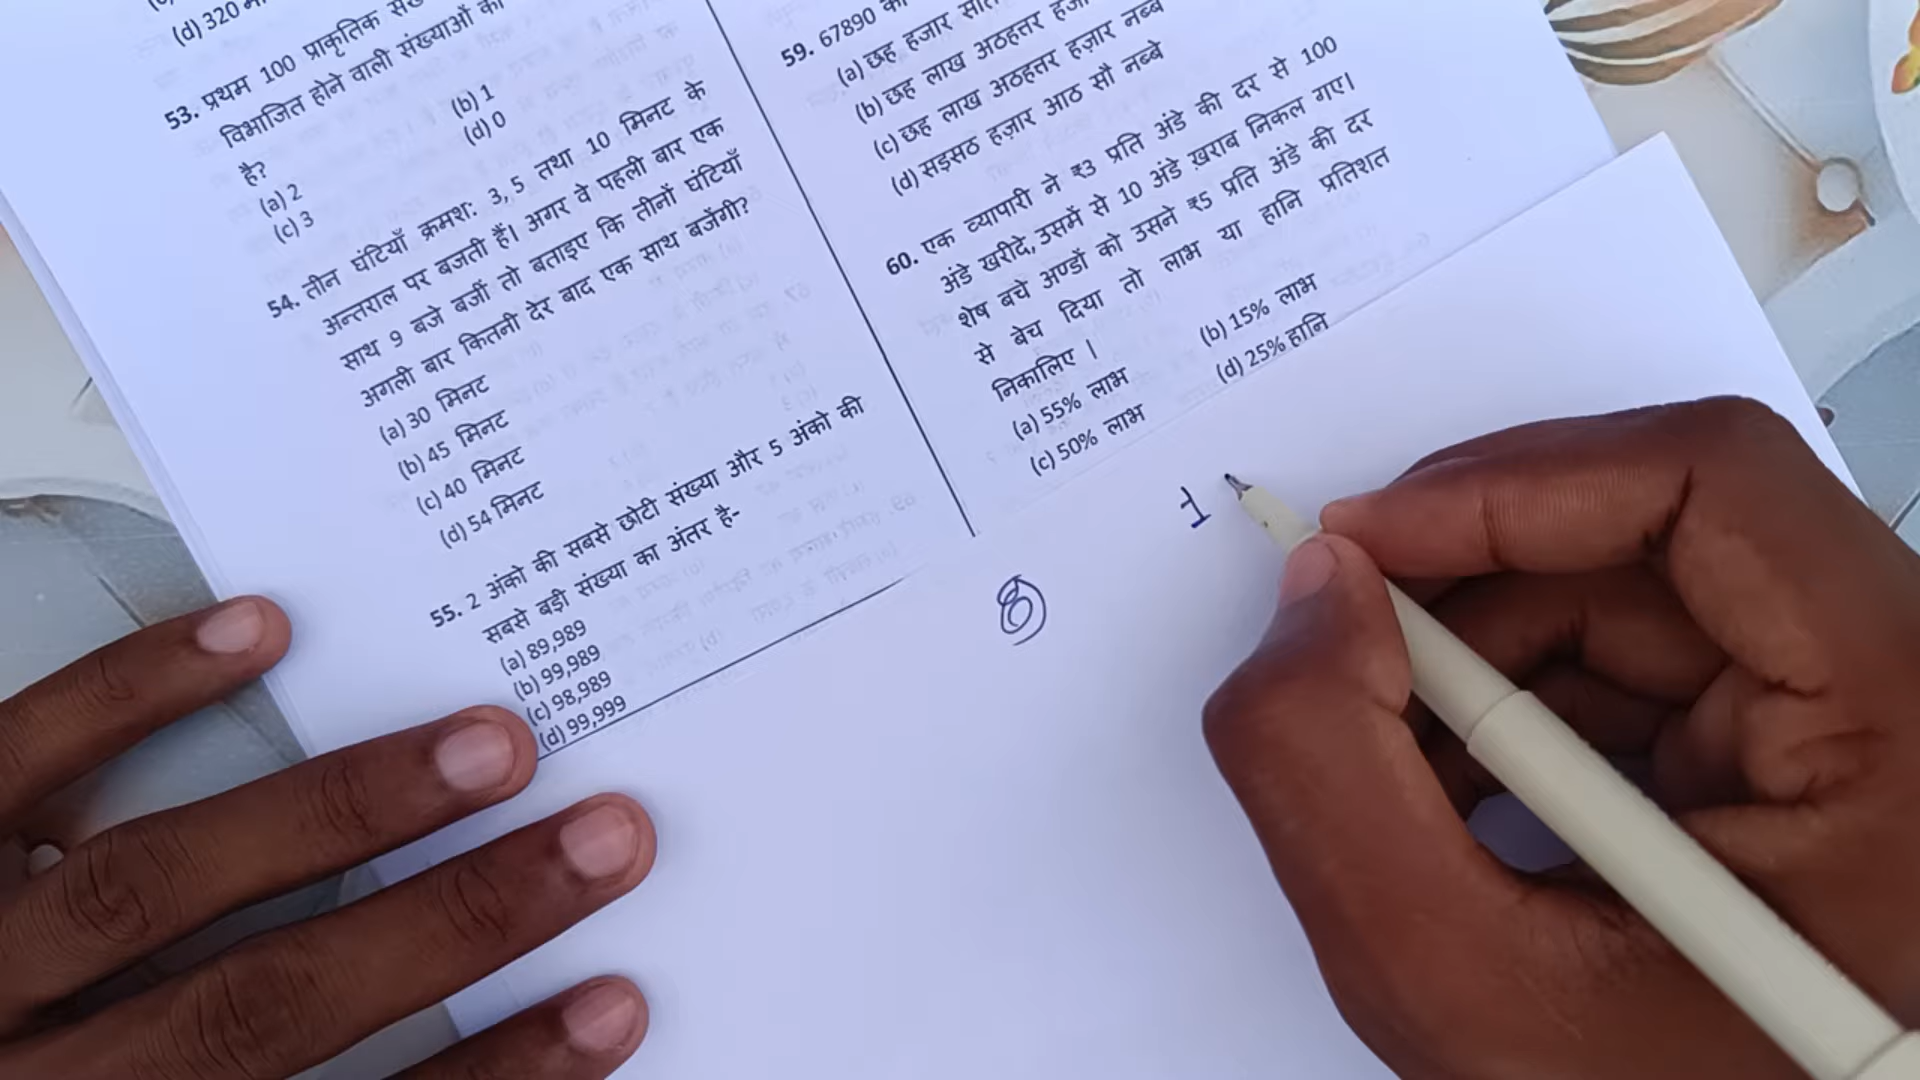 (d) 320
53. प्रथम 100 प्राकृतिक
विभाजित होने वाली संख्याओं
है?
(a) 2
(b) 1
(c) 3
(d) 0
54. तीन घंटियाँ क्रमशः 3, 5 तथा 10 मिनट के
अन्तराल पर बजती हैं। अगर वे पहली बार एक
साथ 9 बजे बजीं तो बताइए कि तीनों घंटियाँ
अगली बार कितनी देर बाद एक साथ बजेंगी?
(a) 30 मिनट
(b) 45 मिनट
(c) 40 मिनट
(d) 54 मिनट
55. 2 अंको की सबसे छोटी संख्या और 5 अंको की
सबसे बड़ी संख्या का अंतर है-
(a) 89,989
(b) 99,989
(c) 98,989
(d) 99,999
59. 67890
(a) छह हजार
(b) छह लाख अठहत्तर
(c) छह लाख अठहत्तर हज़ार नब्बे
(d) सड़सठ हज़ार आठ सौ नब्बे
60. एक व्यापारी ने ₹3 प्रति अंडे की दर से 100
अंडे खरीदे, उसमें से 10 अंडे ख़राब निकल गए।
शेष बचे अण्डों को उसने ₹5 प्रति अंडे की दर
से बेच दिया तो लाभ या हानि प्रतिशत
निकालिए |
(a) 55% लाभ
(b) 15% लाभ
(c) 50% लाभ
(d) 25% हानि
1